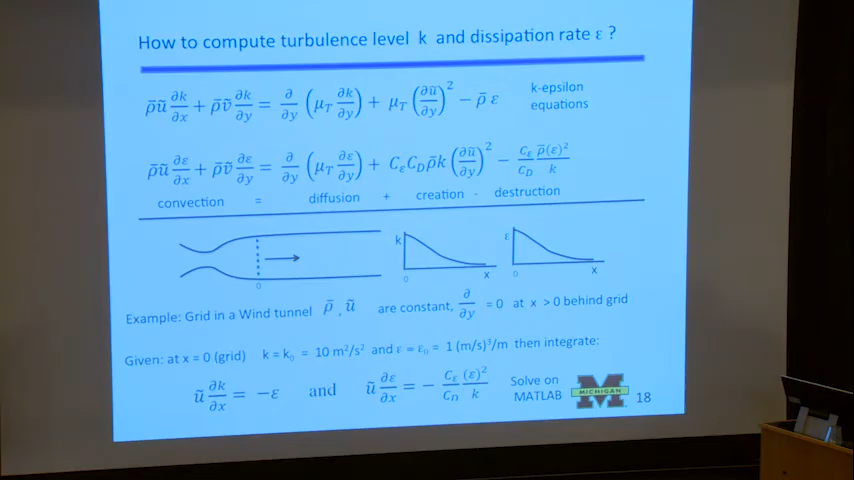 How to compute turbulence level k and dissipation rate ε ?
ρ̄ũ ∂k/∂x + ρ̄ṽ ∂k/∂y = ∂/∂y (μ_T ∂k/∂y) + μ_T (∂ũ/∂y)² − ρ̄ ε
k-epsilon
equations
ρ̄ũ ∂ε/∂x + ρ̄ṽ ∂ε/∂y = ∂/∂y (μ_T ∂ε/∂y) + C_ε C_D ρ̄k (∂ũ/∂y)² − C_ε/C_D ρ̄(ε)²/k
convection = diffusion + creation - destruction
0
k
0
x
ε
0
x
Example: Grid in a Wind tunnel ρ̄ , ũ are constant, ∂/∂y = 0 at x > 0 behind grid
Given: at x = 0 (grid) k = k₀ = 10 m²/s² and ε = ε₀ = 1 (m/s)³/m then integrate:
ũ ∂k/∂x = −ε and ũ ∂ε/∂x = − C_ε/C_D (ε)²/k
Solve on
MATLAB
MICHIGAN
18